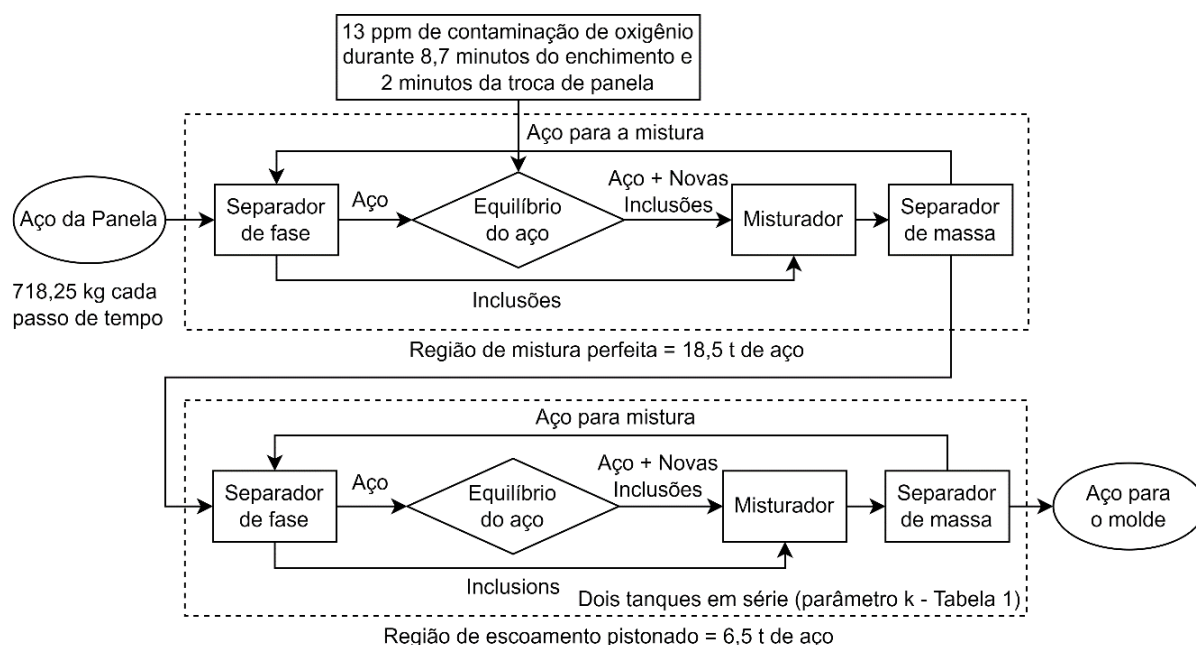 13 ppm de contaminação de oxigênio
durante 8,7 minutos do enchimento e
2 minutos da troca de panela
Aço para a mistura
Aço da Panela
Separador
de fase
Aço
Equilíbrio
do aço
Aço + Novas
Inclusões
Misturador
Separador
de massa
718,25 kg cada
passo de tempo
Inclusões
Região de mistura perfeita = 18,5 t de aço
Aço para mistura
Separador
de fase
Aço
Equilíbrio
do aço
Aço + Novas
Inclusões
Misturador
Separador
de massa
Aço para
o molde
Inclusions
Dois tanques em série (parâmetro k - Tabela 1)
Região de escoamento pistonado = 6,5 t de aço